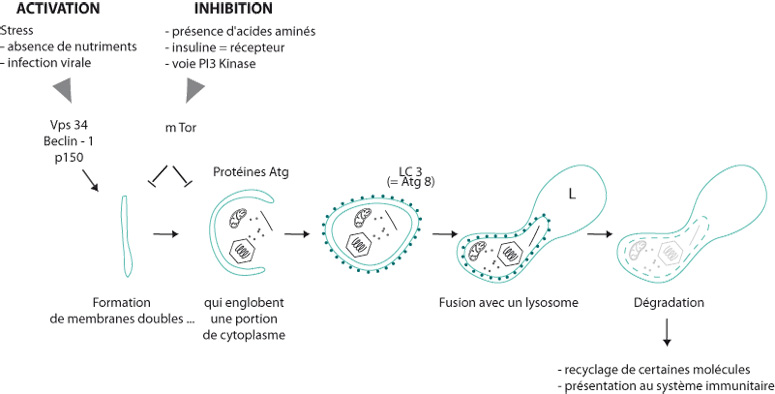 ACTIVATION
Stress
- absence de nutriments
- infection virale
INHIBITION
- présence d'acides aminés
- insuline = récepteur
- voie PI3 Kinase
Vps 34
Beclin - 1
p150
m Tor
Protéines Atg
LC 3
(= Atg 8)
L
Formation
de membranes doubles ...
qui englobent
une portion
de cytoplasme
Fusion avec un lysosome
Dégradation
- recyclage de certaines molécules
- présentation au système immunitaire